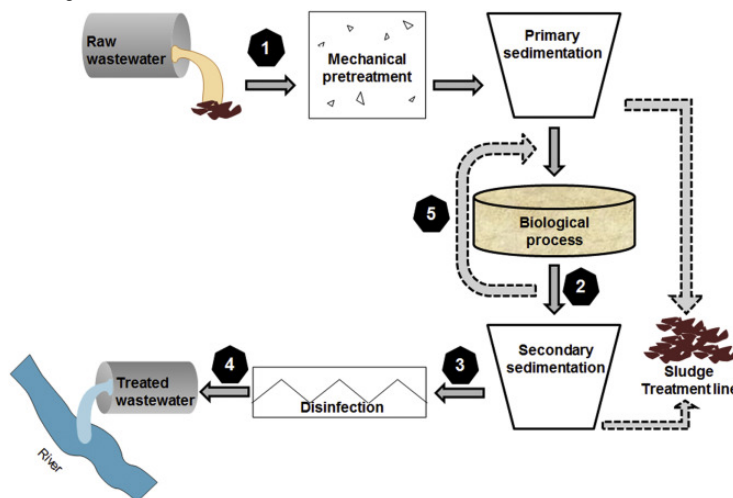 Raw
wastewater
1
Mechanical
pretreatment
Primary
sedimentation
5
Biological
process
2
Secondary
sedimentation
Sludge
Treatment line
3
Disinfection
4
Treated
wastewater
River